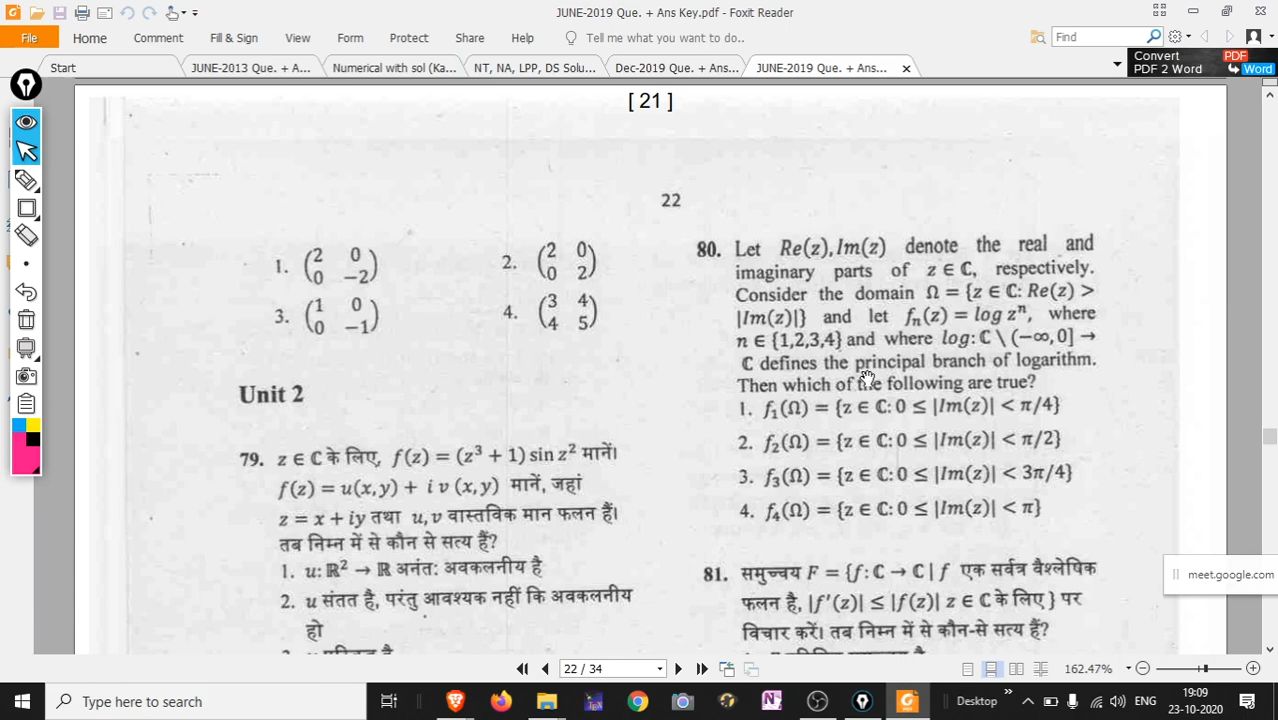 JUNE-2019 Que. + Ans Key.pdf - Foxit Reader
File Home Comment Fill & Sign View Form Protect Share Help Tell me what you want to do... Find
Start JUNE-2013 Que. + A... Numerical with sol (Ka... NT, NA, LPP, DS Solu... Dec-2019 Que. + Ans... JUNE-2019 Que. + Ans...
Convert PDF
PDF 2 Word Word
[ 21 ]
22
1. (2 0
0 -2)
2. (2 0
0 2)
3. (1 0
0 -1)
4. (3 4
4 5)
Unit 2
79. z ∈ ℂ के लिए, f(z) = (z³ + 1) sin z² मानें।
f(z) = u(x,y) + i v (x,y) मानें, जहां
z = x + iy तथा u, v वास्तविक मान फलन हैं।
तब निम्न में से कौन से सत्य हैं?
1. u: ℝ² → ℝ अनंत: अवकलनीय है
2. u संतत है, परंतु आवश्यक नहीं कि अवकलनीय
हो
80. Let Re(z), Im(z) denote the real and
imaginary parts of z ∈ ℂ, respectively.
Consider the domain Ω = {z ∈ ℂ: Re(z) >
|Im(z)|} and let fₙ(z) = log zⁿ, where
n ∈ {1,2,3,4} and where log: ℂ \ (−∞, 0] →
ℂ defines the principal branch of logarithm.
Then which of the following are true?
1. f₁(Ω) = {z ∈ ℂ: 0 ≤ |Im(z)| < π/4}
2. f₂(Ω) = {z ∈ ℂ: 0 ≤ |Im(z)| < π/2}
3. f₃(Ω) = {z ∈ ℂ: 0 ≤ |Im(z)| < 3π/4}
4. f₄(Ω) = {z ∈ ℂ: 0 ≤ |Im(z)| < π}
81. समुच्चय F = {f: ℂ → ℂ | f एक सर्वत्र वैश्लेषिक
फलन है, |f′(z)| ≤ |f(z)| z ∈ ℂ के लिए } पर
विचार करें। तब निम्न में से कौन-से सत्य हैं?
meet.google.com
22 / 34 162.47%
Type here to search Desktop ENG 19:09
23-10-2020